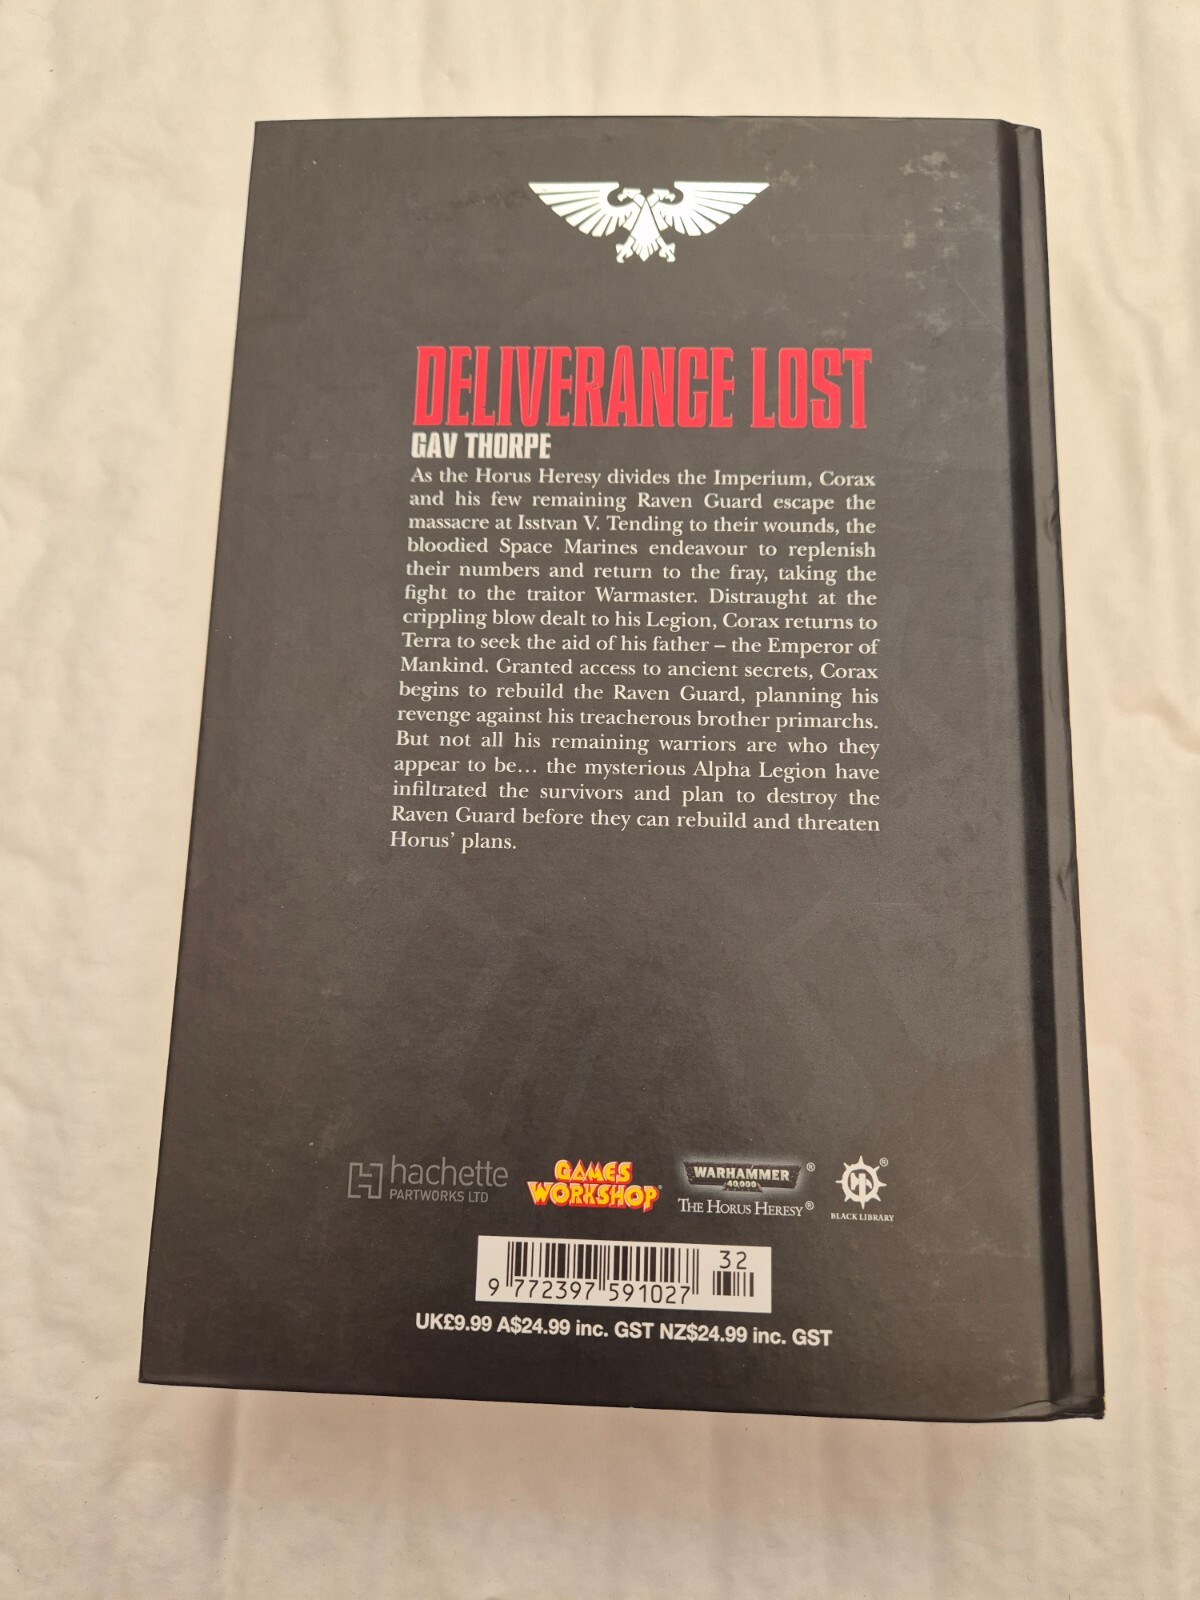 DELIVERANCE LOST
GAV THORPE
As the Horus Heresy divides the Imperium, Corax
and his few remaining Raven Guard escape the
massacre at Isstvan V. Tending to their wounds, the
bloodied Space Marines endeavour to replenish
their numbers and return to the fray, taking the
fight to the traitor Warmaster. Distraught at the
crippling blow dealt to his Legion, Corax returns to
Terra to seek the aid of his father – the Emperor of
Mankind. Granted access to ancient secrets, Corax
begins to rebuild the Raven Guard, planning his
revenge against his treacherous brother primarchs.
But not all his remaining warriors are who they
appear to be… the mysterious Alpha Legion have
infiltrated the survivors and plan to destroy the
Raven Guard before they can rebuild and threaten
Horus’ plans.
hachette
PARTWORKS LTD
GAMES
WORKSHOP®
WARHAMMER®
40,000
THE HORUS HERESY®
®
BLACK LIBRARY
32
9 772397 591027
UK£9.99 A$24.99 inc. GST NZ$24.99 inc. GST